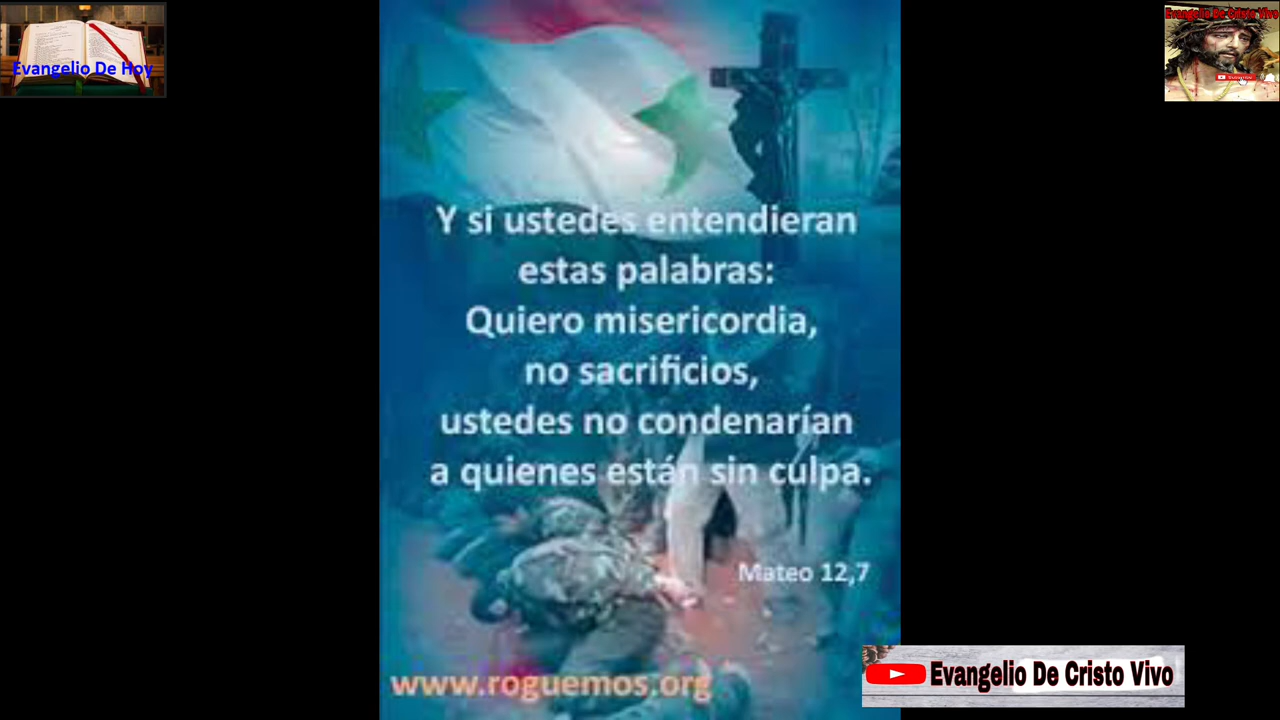 Evangelio De Hoy
Evangelio De Cristo Vivo
Y si ustedes entendieran
estas palabras:
Quiero misericordia,
no sacrificios,
ustedes no condenarían
a quienes están sin culpa.
Mateo 12,7
www.roguemos.org
Evangelio De Cristo Vivo